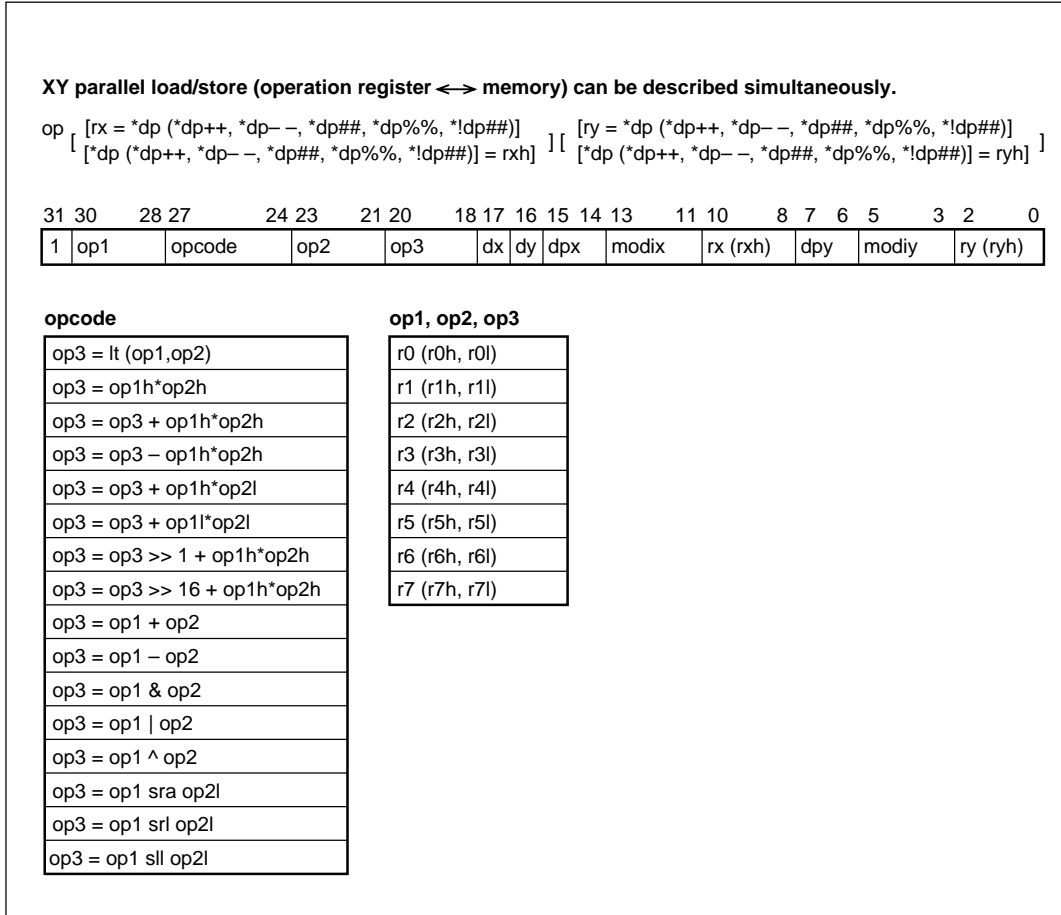 XY parallel load/store (operation register ↔ memory) can be described simultaneously.
op [ [rx = *dp (*dp++, *dp– –, *dp##, *dp%%, *!dp##)] ] [ [ry = *dp (*dp++, *dp– –, *dp##, *dp%%, *!dp##)] ]
[*dp (*dp++, *dp– –, *dp##, *dp%%, *!dp##)] = rxh] [*dp (*dp++, *dp– –, *dp##, *dp%%, *!dp##)] = ryh]
31 30 28 27 24 23 21 20 18 17 16 15 14 13 11 10 8 7 6 5 3 2 0
1 op1 opcode op2 op3 dx dy dpx modix rx (rxh) dpy modiy ry (ryh)
opcode
op3 = lt (op1,op2)
op3 = op1h*op2h
op3 = op3 + op1h*op2h
op3 = op3 – op1h*op2h
op3 = op3 + op1h*op2l
op3 = op3 + op1l*op2l
op3 = op3 >> 1 + op1h*op2h
op3 = op3 >> 16 + op1h*op2h
op3 = op1 + op2
op3 = op1 – op2
op3 = op1 & op2
op3 = op1 | op2
op3 = op1 ^ op2
op3 = op1 sra op2l
op3 = op1 srl op2l
op3 = op1 sll op2l
op1, op2, op3
r0 (r0h, r0l)
r1 (r1h, r1l)
r2 (r2h, r2l)
r3 (r3h, r3l)
r4 (r4h, r4l)
r5 (r5h, r5l)
r6 (r6h, r6l)
r7 (r7h, r7l)